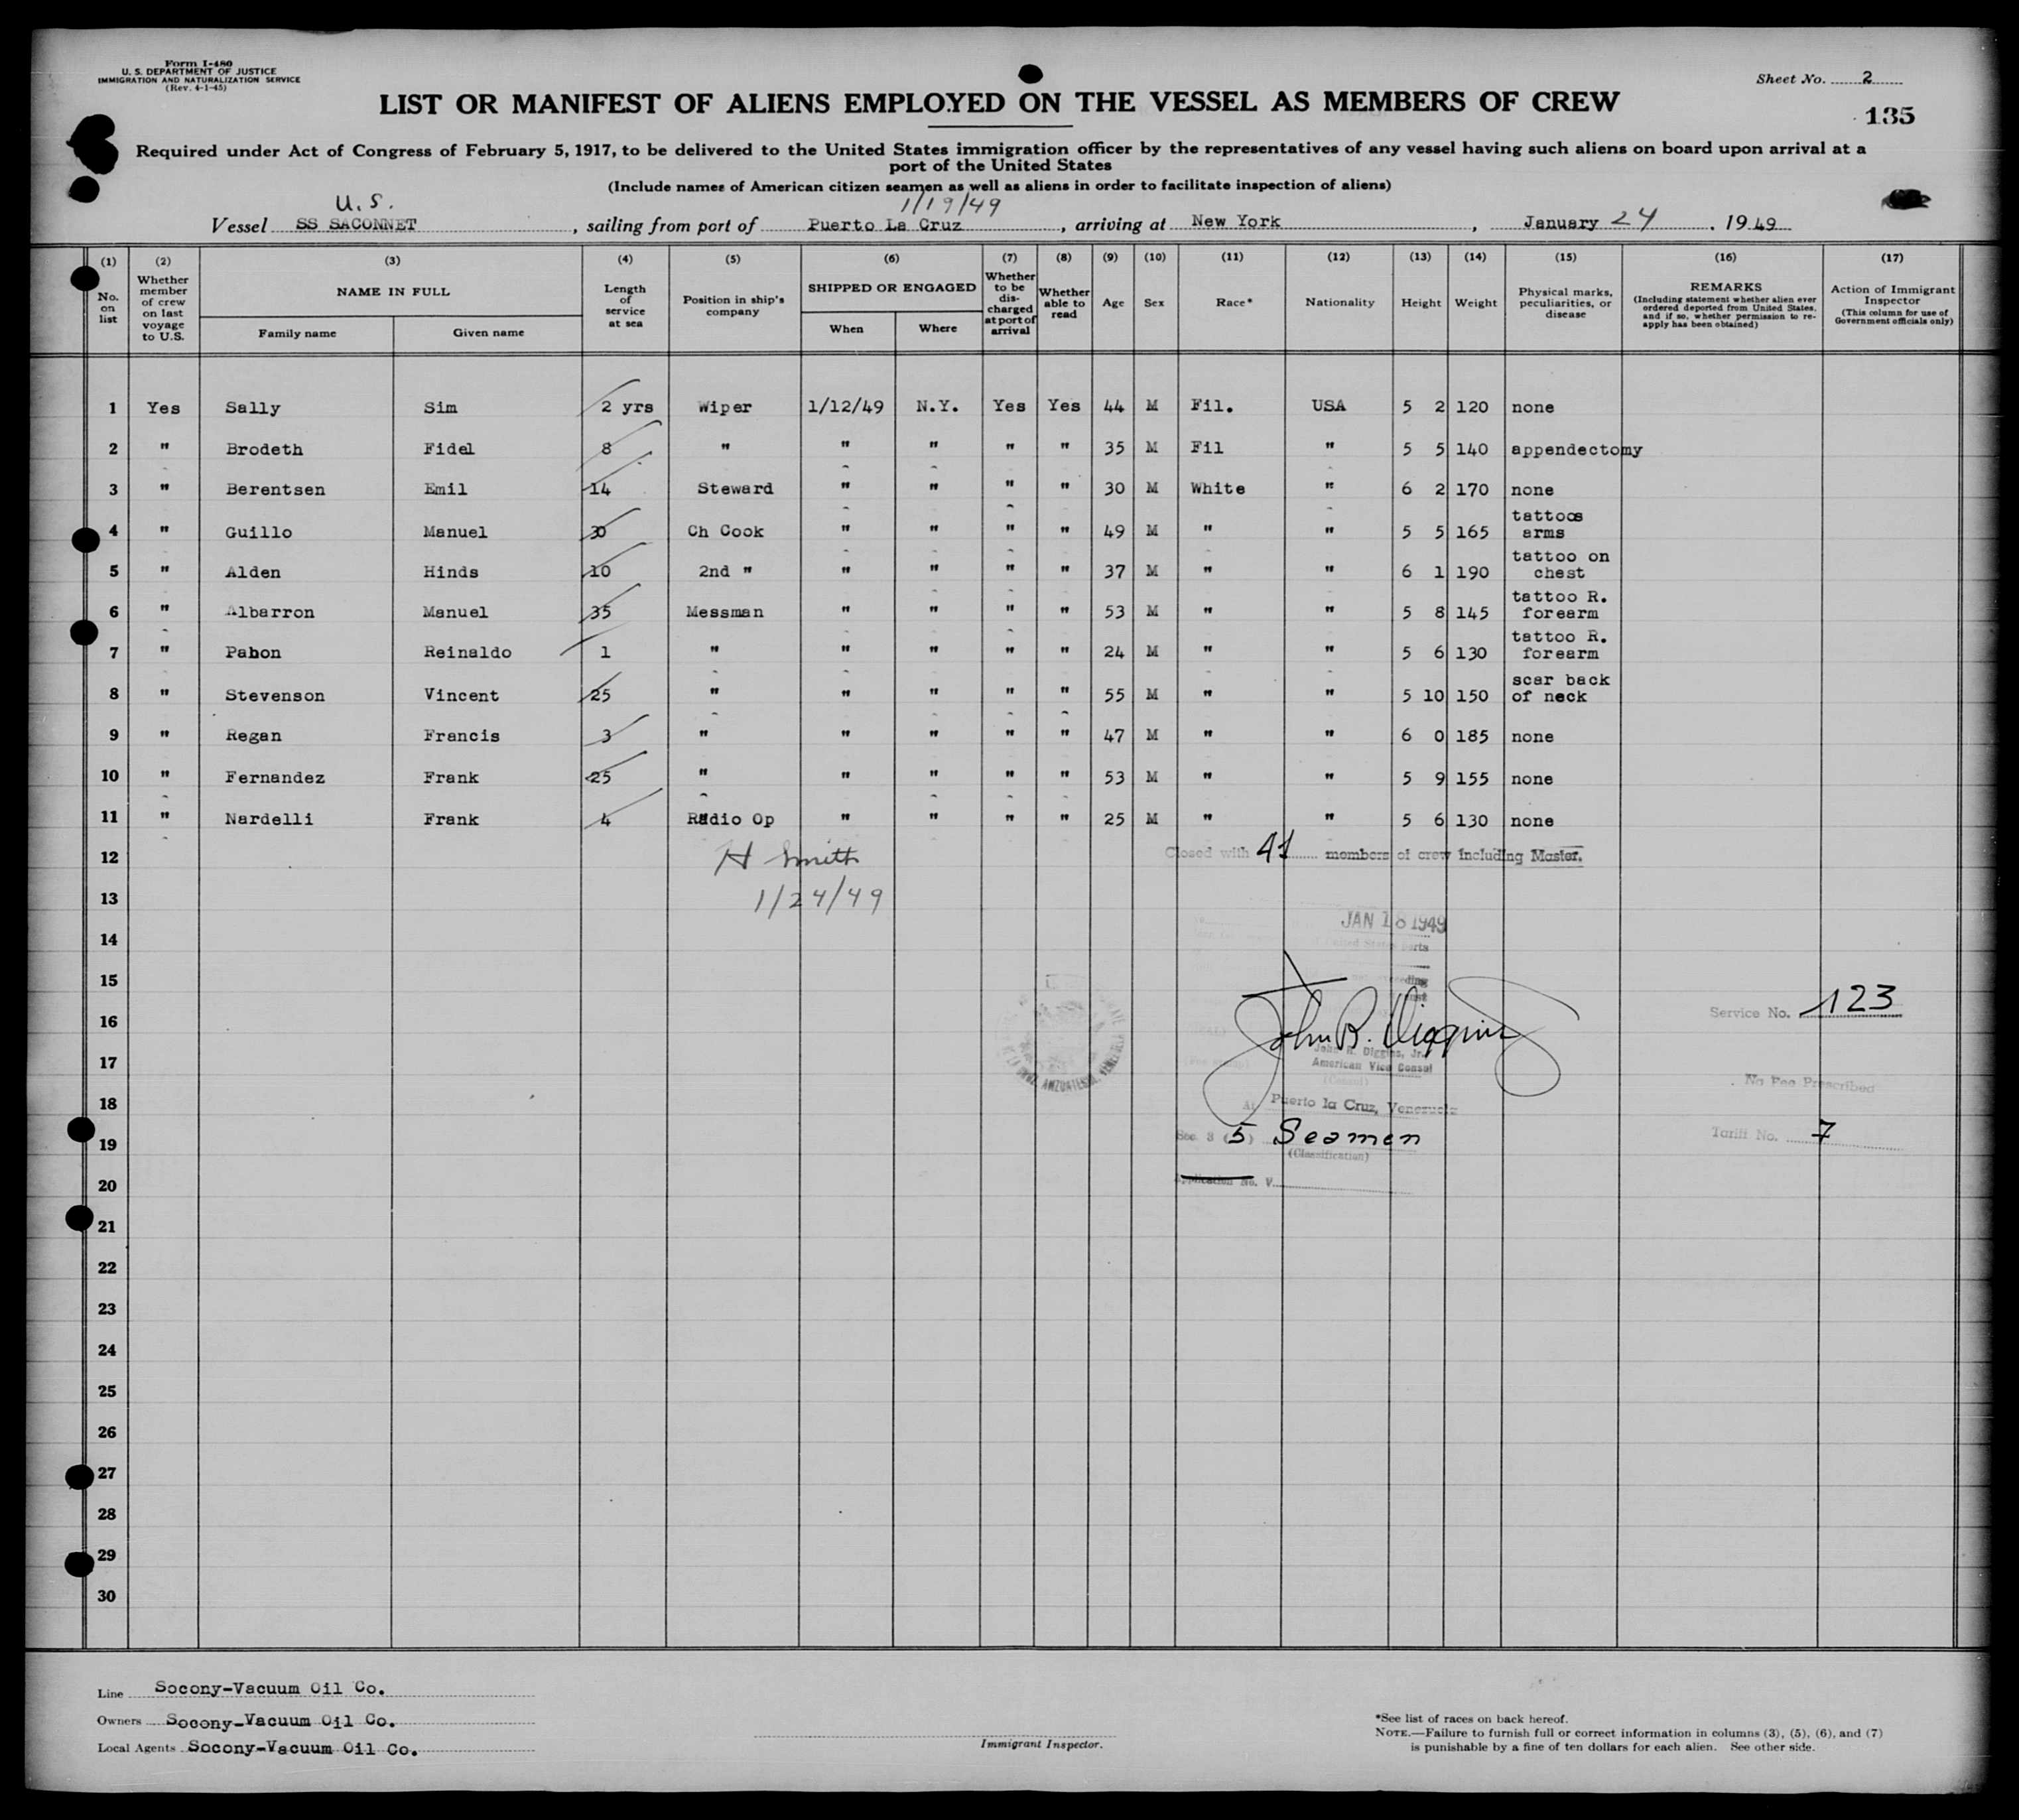 Form I-480
U. S. DEPARTMENT OF JUSTICE
IMMIGRATION AND NATURALIZATION SERVICE
(Rev. 4-1-45)
Sheet No. 2
LIST OR MANIFEST OF ALIENS EMPLOYED ON THE VESSEL AS MEMBERS OF CREW
135
Required under Act of Congress of February 5, 1917, to be delivered to the United States immigration officer by the representatives of any vessel having such aliens on board upon arrival at a
port of the United States
(Include names of American citizen seamen as well as aliens in order to facilitate inspection of aliens)
U.S. 1/19/49
Vessel SS SACONNET, sailing from port of Puerto La Cruz, arriving at New York, January 24, 1949
(1) No. on list
(2) Whether member of crew on last voyage to U.S.
(3) NAME IN FULL Family name Given name
(4) Length of service at sea
(5) Position in ship's company
(6) SHIPPED OR ENGAGED When Where
(7) Whether to be discharged at port of arrival
(8) Whether able to read
(9) Age
(10) Sex
(11) Race*
(12) Nationality
(13) Height
(14) Weight
(15) Physical marks, peculiarities, or disease
(16) REMARKS (Including statement whether alien ever ordered deported from United States, and if so, whether permission to re-apply has been obtained)
(17) Action of Immigrant Inspector (This column for use of Government officials only)
1 Yes Sally Sim 2 yrs Wiper 1/12/49 N.Y. Yes Yes 44 M Fil. USA 5 2 120 none
2 " Brodeth Fidel 8 " " " " " 35 M Fil " 5 5 140 appendectomy
3 " Berentsen Emil 14 Steward " " " " 30 M White " 6 2 170 none
4 " Guillo Manuel 30 Ch Cook " " " " 49 M " " 5 5 165 tattoos arms
5 " Alden Hinds 10 2nd " " " " " 37 M " " 6 1 190 tattoo on chest
6 " Albarron Manuel 35 Messman " " " " 53 M " " 5 8 145 tattoo R. forearm
7 " Pabon Reinaldo 1 " " " " " 24 M " " 5 6 130 tattoo R. forearm
8 " Stevenson Vincent 25 " " " " " 55 M " " 5 10 150 scar back of neck
9 " Regan Francis 3 " " " " " 47 M " " 6 0 185 none
10 " Fernandez Frank 25 " " " " " 53 M " " 5 9 155 none
11 " Nardelli Frank 4 Radio Op " " " " 25 M " " 5 6 130 none
12 H Smith Closed with 41 members of crew including Master.
13 1/24/49
14 JAN 18 1949
United States ports
15
16 John R. Diggins Service No. 123
John R. Diggins, Jr.
17 American Vice Consul
(Consul)
No Fee Prescribed
18 At Puerto la Cruz, Venezuela
19 Sec. 3 (5) Seamen Tariff No. 7
(Classification)
20 Application No. V
21
22
23
24
25
26
27
28
29
30
Line Socony-Vacuum Oil Co.
Owners Socony-Vacuum Oil Co.
Local Agents Socony-Vacuum Oil Co.
Immigrant Inspector.
*See list of races on back hereof.
NOTE.—Failure to furnish full or correct information in columns (3), (5), (6), and (7)
is punishable by a fine of ten dollars for each alien. See other side.